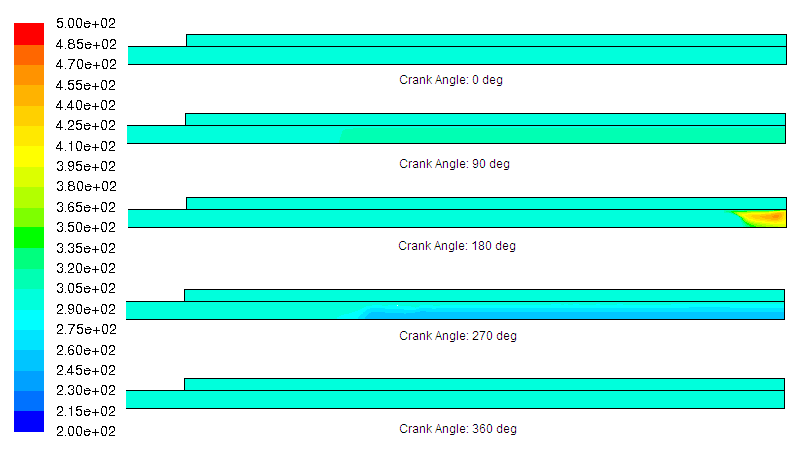 5.00e+02
4.85e+02
4.70e+02
4.55e+02
4.40e+02
4.25e+02
4.10e+02
3.95e+02
3.80e+02
3.65e+02
3.50e+02
3.35e+02
3.20e+02
3.05e+02
2.90e+02
2.75e+02
2.60e+02
2.45e+02
2.30e+02
2.15e+02
2.00e+02
Crank Angle: 0 deg
Crank Angle: 90 deg
Crank Angle: 180 deg
Crank Angle: 270 deg
Crank Angle: 360 deg